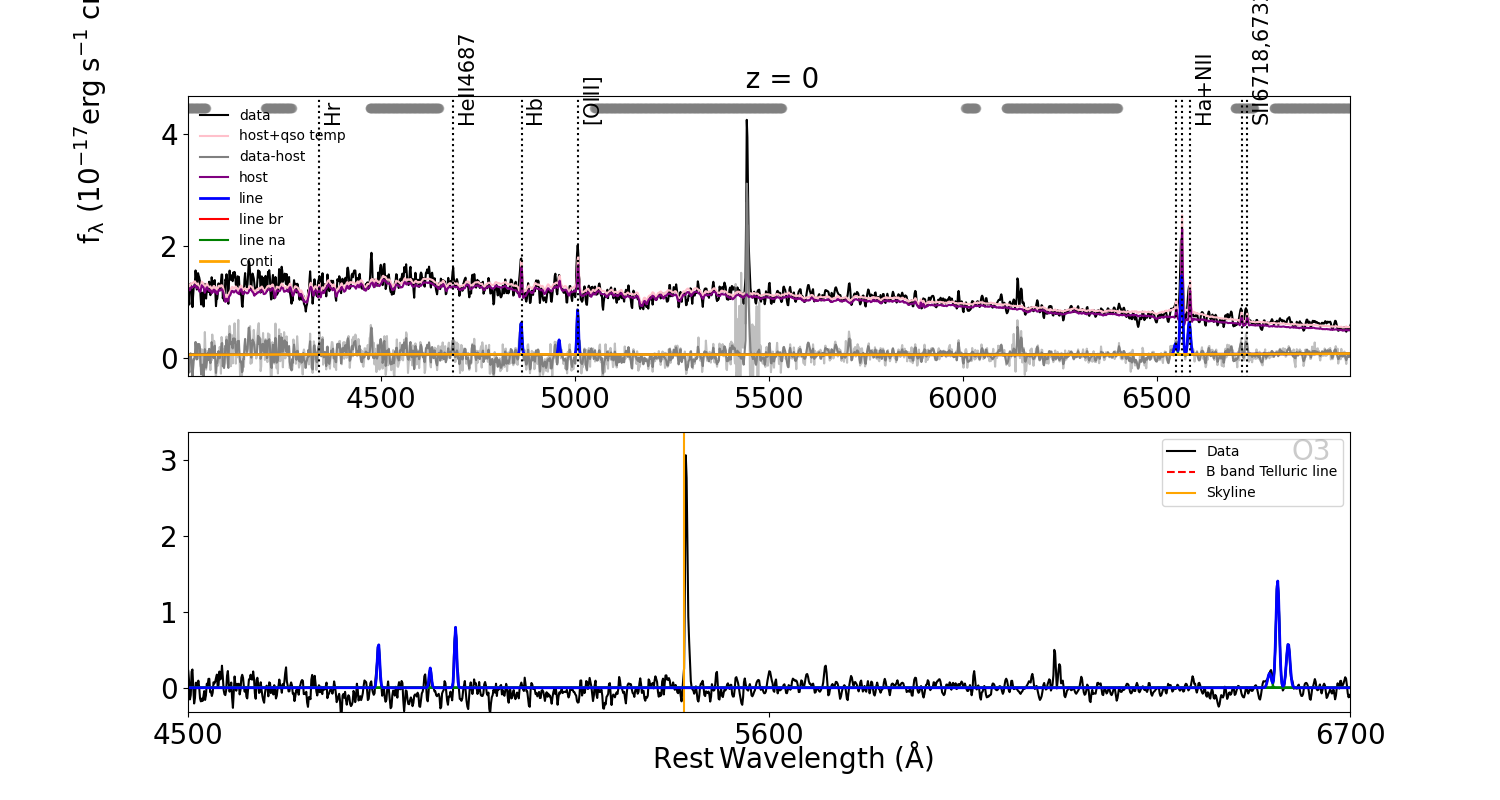 z = 0
f_λ (10^−17 erg s^−1
Hr
HeII4687
Hb
[OIII]
Ha+NII
SII6718,673
data
host+qso temp
data-host
host
line
line br
line na
conti
4
2
0
4500 5000 5500 6000 6500
O3
Data
B band Telluric line
Skyline
3
2
1
0
4500 5600 6700
Rest Wavelength (Å)